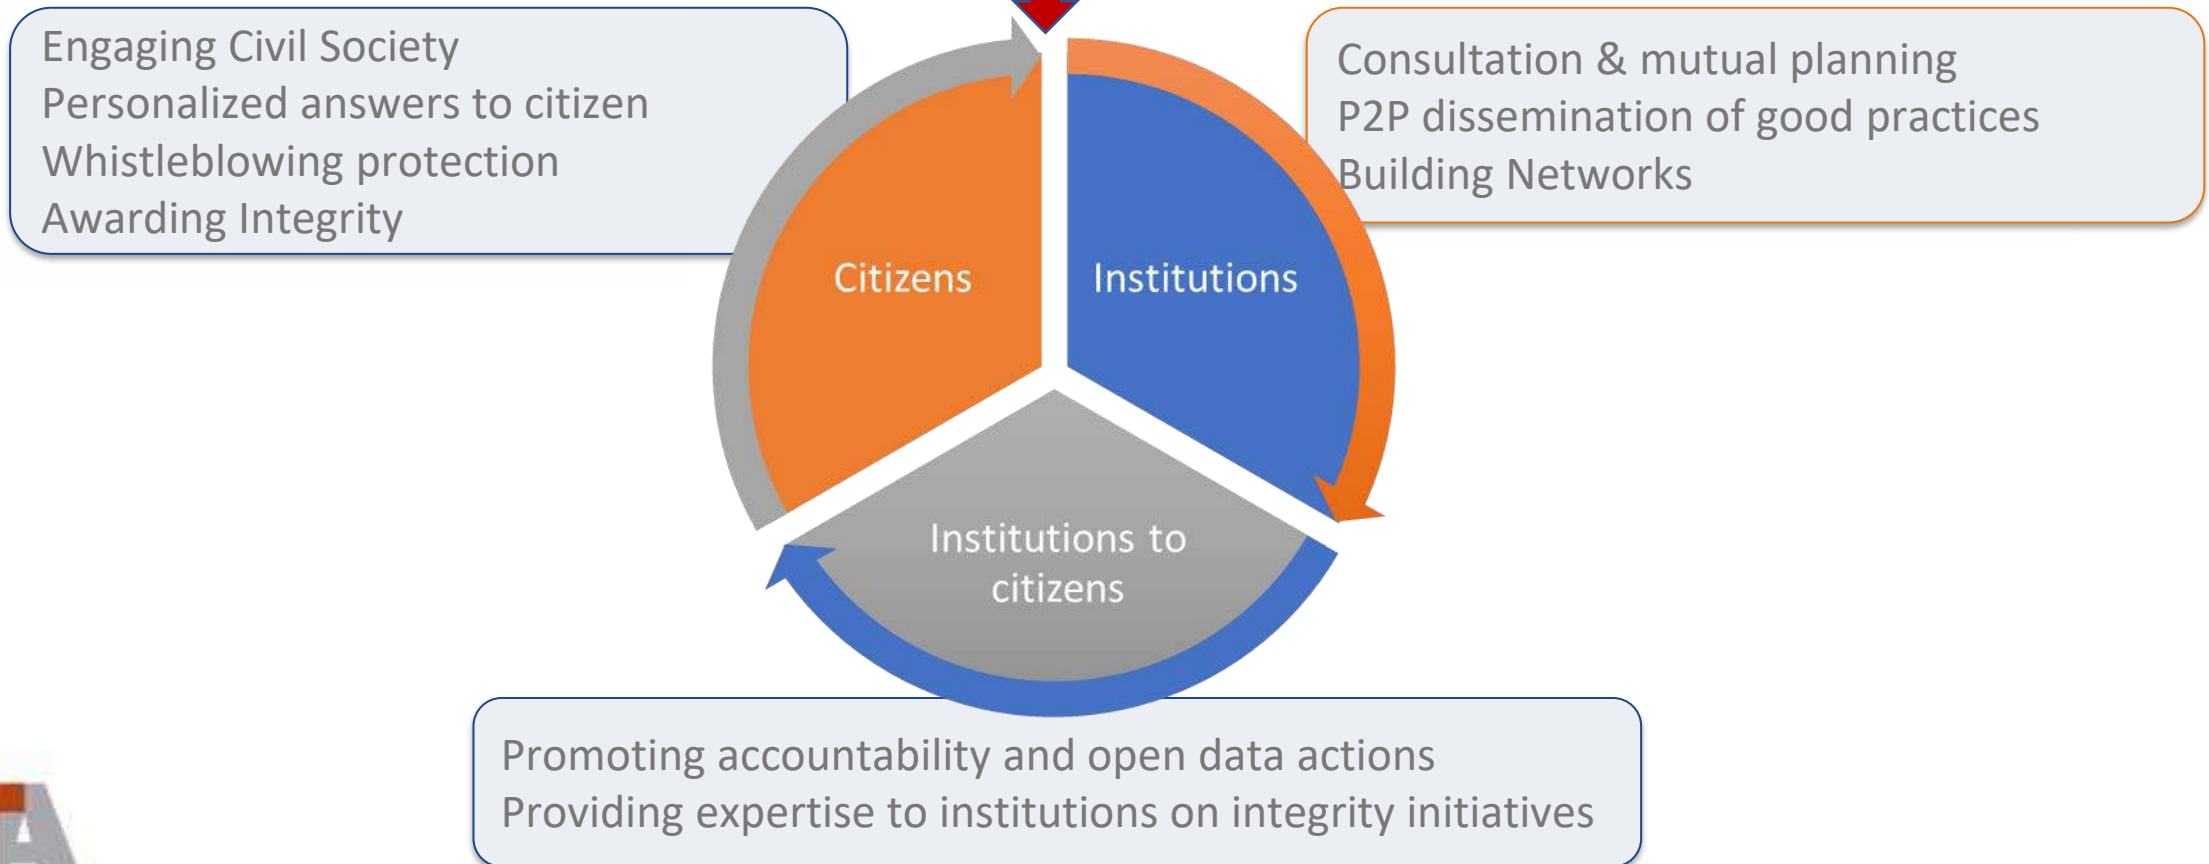 Engaging Civil Society
Personalized answers to citizen
Whistleblowing protection
Awarding Integrity
Consultation & mutual planning
P2P dissemination of good practices
Building Networks
Citizens
Institutions
Institutions to
citizens
Promoting accountability and open data actions
Providing expertise to institutions on integrity initiatives